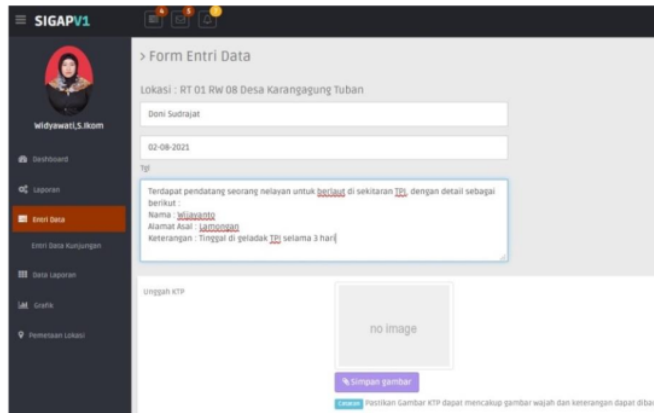 SIGAPV1
4
5
> Form Entri Data
Lokasi : RT 01 RW 08 Desa Karangagung Tuban
Doni Sudrajat
02-08-2021
Tgl
Terdapat pendatang seorang nelayan untuk berlaut di sekitaran TPI, dengan detail sebagai
berikut :
Nama : Wijayanto
Alamat Asal : Lamongan
Keterangan : Tinggal di geladak TPI selama 3 hari
Widyawati,S.Ikom
Dashboard
Laporan
Entri Data
Entri Data Kunjungan
Data Laporan
Grafik
Pemetaan Lokasi
Unggah KTP
no image
Simpan gambar
Catatan Pastikan Gambar KTP dapat mencakup gambar wajah dan keterangan dapat diba